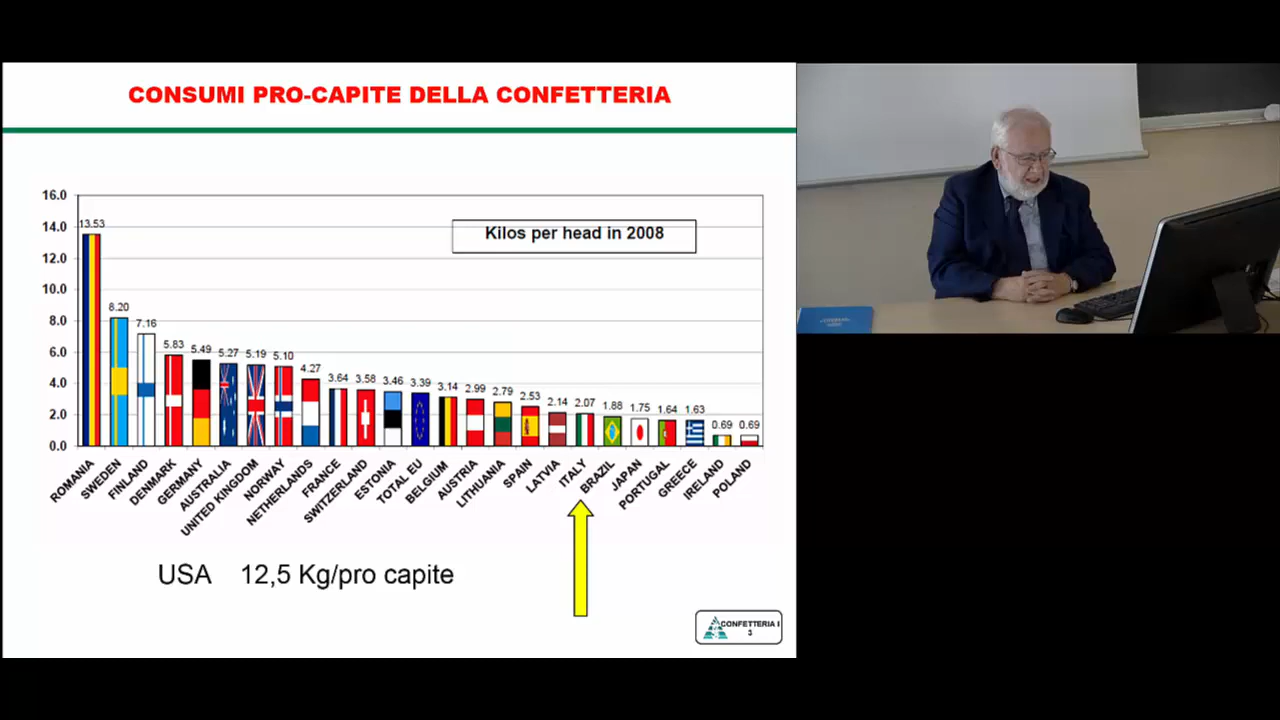 CONSUMI PRO-CAPITE DELLA CONFETTERIA
Kilos per head in 2008
16.0
14.0
12.0
10.0
8.0
6.0
4.0
2.0
0.0
13.53
8.20
7.16
5.83
5.49
5.27
5.19
5.10
4.27
3.64
3.58
3.46
3.39
3.14
2.99
2.79
2.53
2.14
2.07
1.88
1.75
1.64
1.63
0.69
0.69
ROMANIA
SWEDEN
FINLAND
DENMARK
GERMANY
AUSTRALIA
UNITED KINGDOM
NORWAY
NETHERLANDS
FRANCE
SWITZERLAND
ESTONIA
TOTAL EU
BELGIUM
AUSTRIA
LITHUANIA
SPAIN
LATVIA
ITALY
BRAZIL
JAPAN
PORTUGAL
GREECE
IRELAND
POLAND
USA 12,5 Kg/pro capite
CONFETTERIA I
3